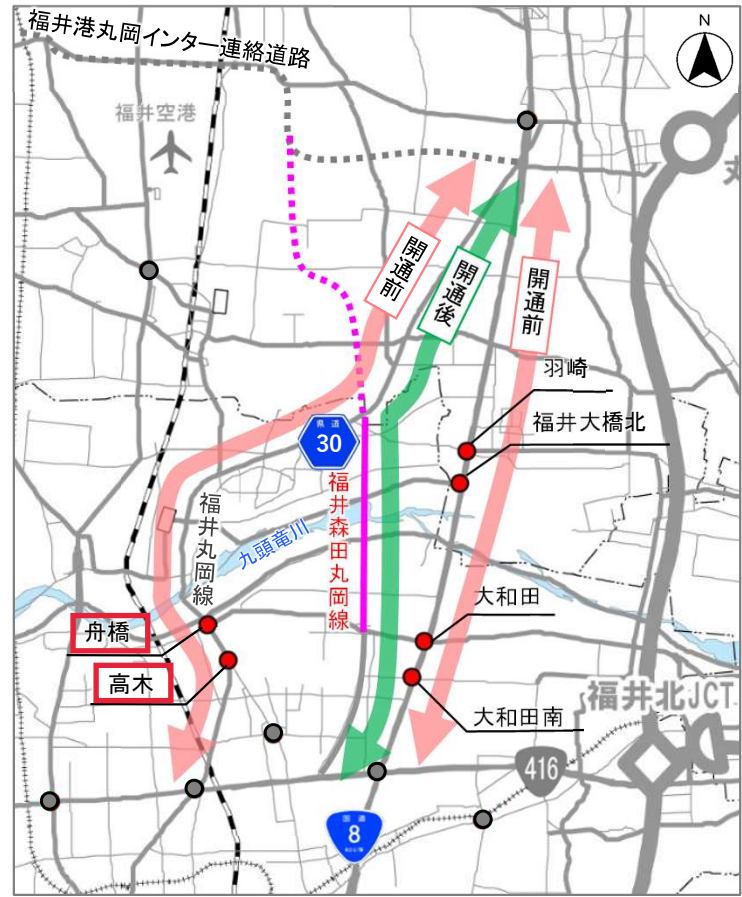 福井港丸岡インター連絡道路
N
福井空港
開通前
開通後
開通前
羽崎
福井大橋北
県道
30
福井森田丸岡線
福井丸岡線
九頭竜川
舟橋
高木
大和田
大和田南
福井北JCT
416
国道
8